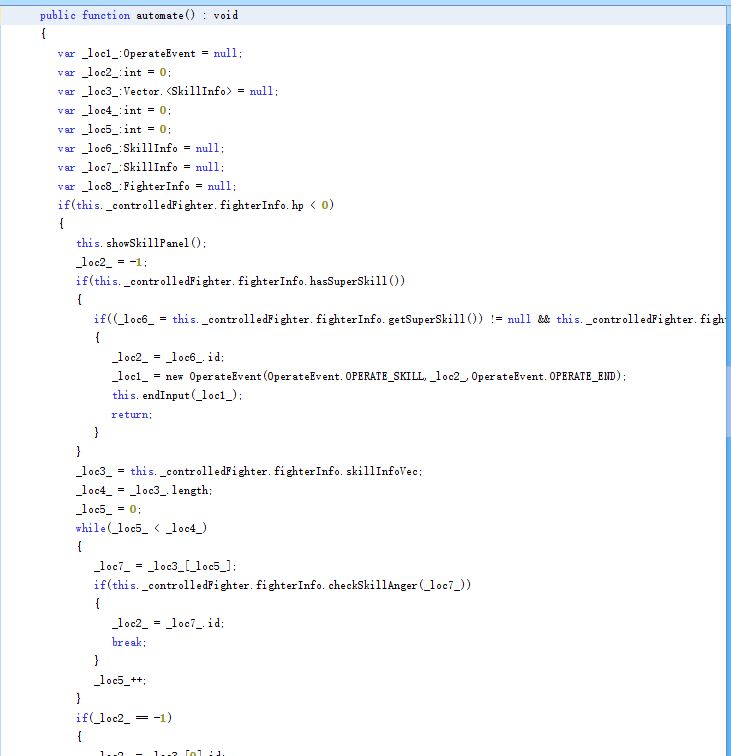 public function automate() : void
{
var _loc1_:OperateEvent = null;
var _loc2_:int = 0;
var _loc3_:Vector.<SkillInfo> = null;
var _loc4_:int = 0;
var _loc5_:int = 0;
var _loc6_:SkillInfo = null;
var _loc7_:SkillInfo = null;
var _loc8_:FighterInfo = null;
if(this._controlledFighter.fighterInfo.hp < 0)
{
this.showSkillPanel();
_loc2_ = -1;
if(this._controlledFighter.fighterInfo.hasSuperSkill())
{
if((_loc6_ = this._controlledFighter.fighterInfo.getSuperSkill()) != null && this._controlledFighter.figh
{
_loc2_ = _loc6_.id;
_loc1_ = new OperateEvent(OperateEvent.OPERATE_SKILL,_loc2_,OperateEvent.OPERATE_END);
this.endInput(_loc1_);
return;
}
}
_loc3_ = this._controlledFighter.fighterInfo.skillInfoVec;
_loc4_ = _loc3_.length;
_loc5_ = 0;
while(_loc5_ < _loc4_)
{
_loc7_ = _loc3_[_loc5_];
if(this._controlledFighter.fighterInfo.checkSkillAnger(_loc7_))
{
_loc2_ = _loc7_.id;
break;
}
_loc5_++;
}
if(_loc2_ == -1)
{
_loc2_ = _loc3_[0].id;